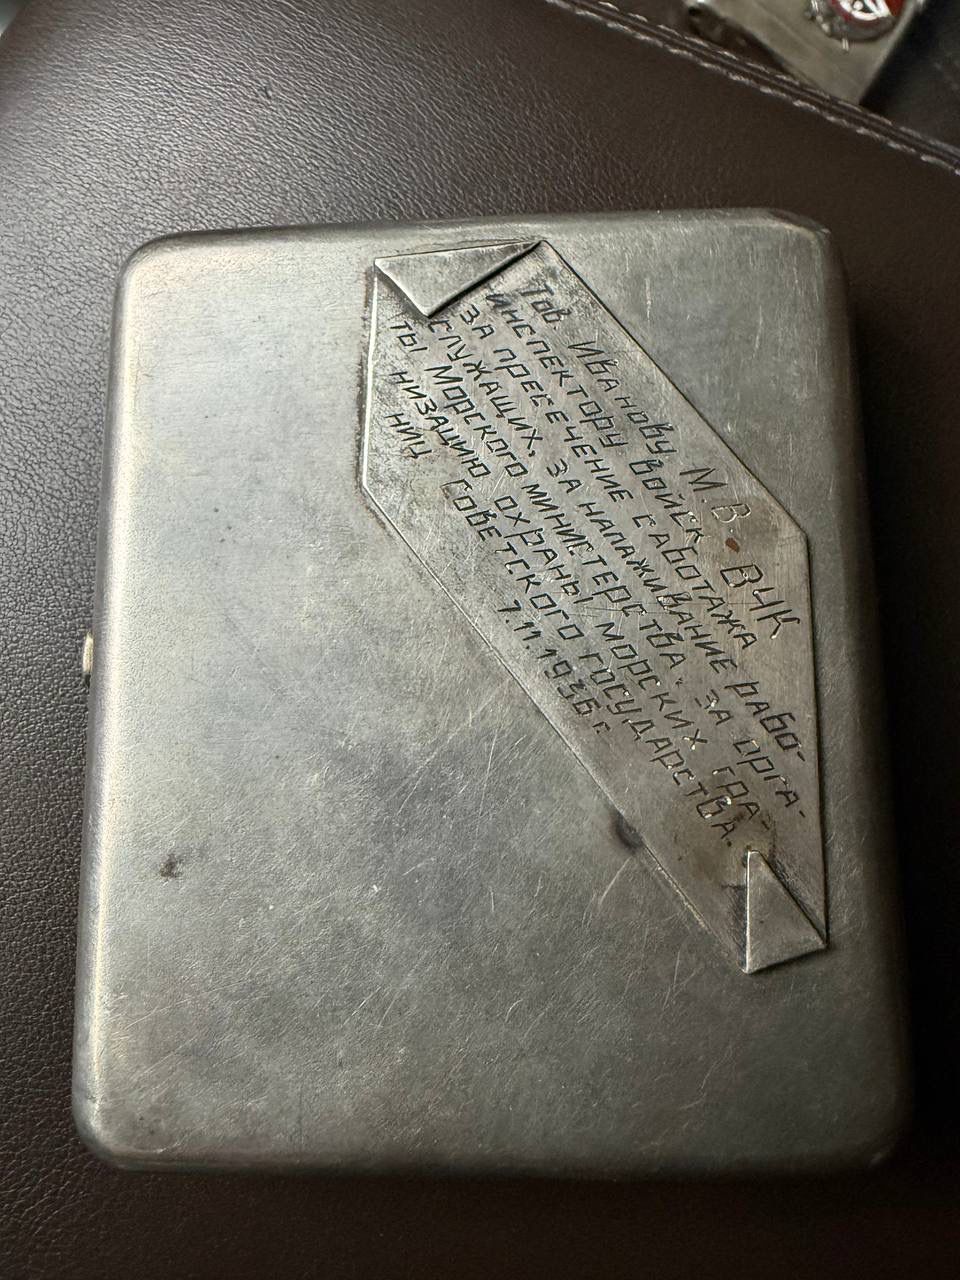 Тов Иванову М.В.
инспектору войск ВЧК
за пресечение саботажа
служащих, за налаживание рабо-
ты морского министерства. за орга-
низацию охраны морских гра-
ниц советского государства.
7.11.1936 г.